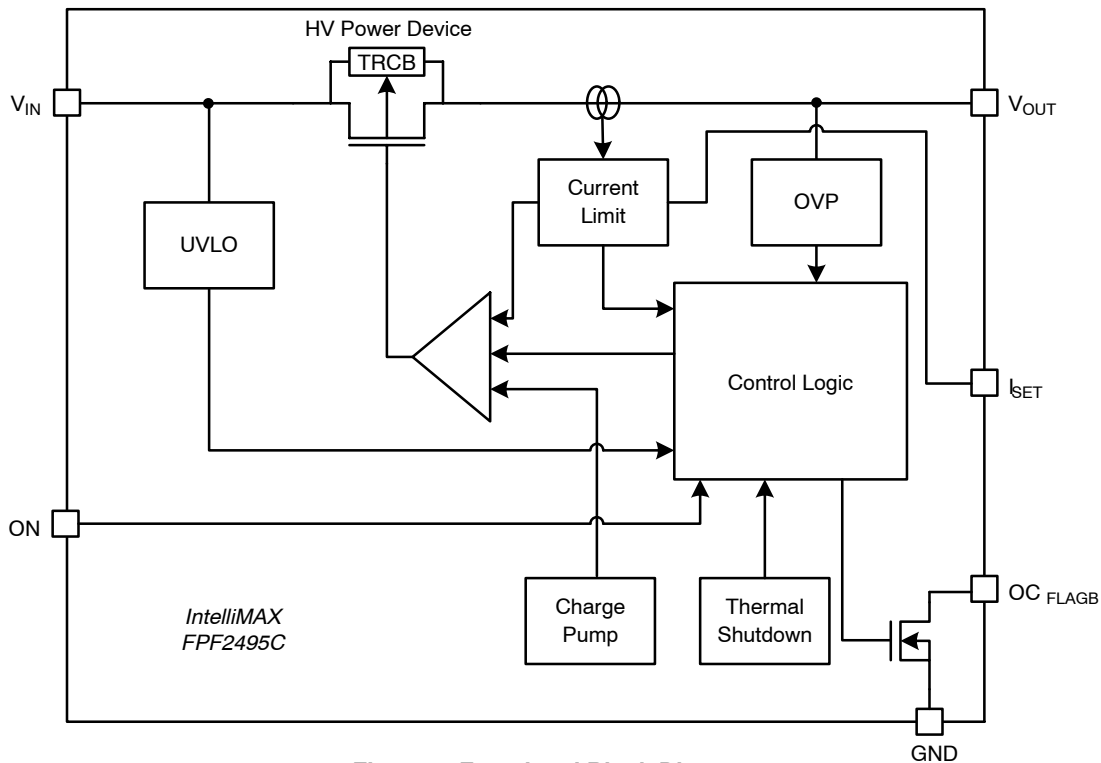 HV Power Device
TRCB
VIN
VOUT
Current
Limit
OVP
UVLO
Control Logic
ISET
ON
IntelliMAX
FPF2495C
Charge
Pump
Thermal
Shutdown
OC FLAGB
GND